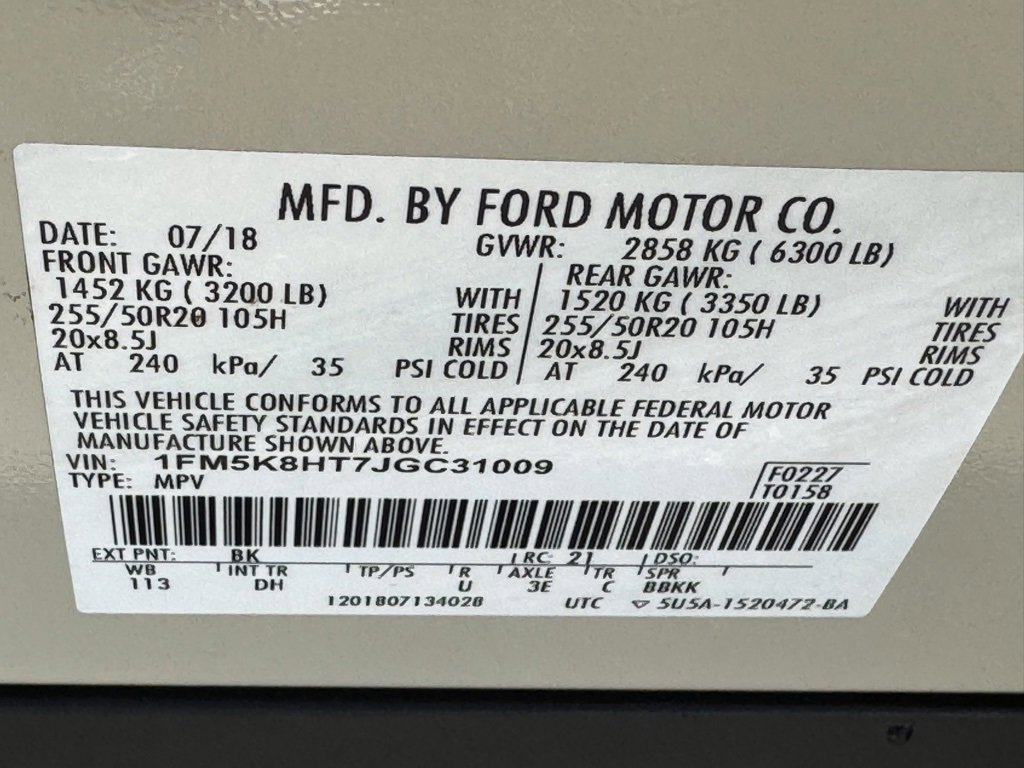 MFD. BY FORD MOTOR CO.
DATE: 07/18 GVWR: 2858 KG ( 6300 LB)
FRONT GAWR: REAR GAWR:
1452 KG ( 3200 LB) WITH 1520 KG ( 3350 LB) WITH
255/50R20 105H TIRES 255/50R20 105H TIRES
20x8.5J RIMS 20x8.5J RIMS
AT 240 kPa/ 35 PSI COLD AT 240 kPa/ 35 PSI COLD
THIS VEHICLE CONFORMS TO ALL APPLICABLE FEDERAL MOTOR
VEHICLE SAFETY STANDARDS IN EFFECT ON THE DATE OF
MANUFACTURE SHOWN ABOVE.
VIN: 1FM5K8HT7JGC31009 F0227
TYPE: MPV T0158
EXT PNT: BK RC: 21 DSO:
WB INT TR TP/PS R AXLE TR SPR
113 DH U 3E C BBKK
1201807134028 UTC 5U5A-1520472-BA